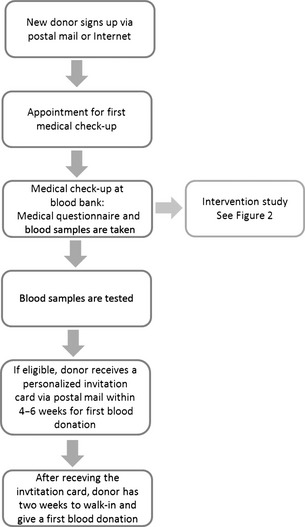 New donor signs up via
postal mail or Internet
Appointment for first
medical check-up
Medical check-up at
blood bank:
Medical questionnaire and
blood samples are taken
Intervention study
See Figure 2
Blood samples are tested
If eligible, donor receives a
personalized invitation
card via postal mail within
4–6 weeks for first blood
donation
After receving the
invtitation card, donor has
two weeks to walk-in and
give a first blood donation